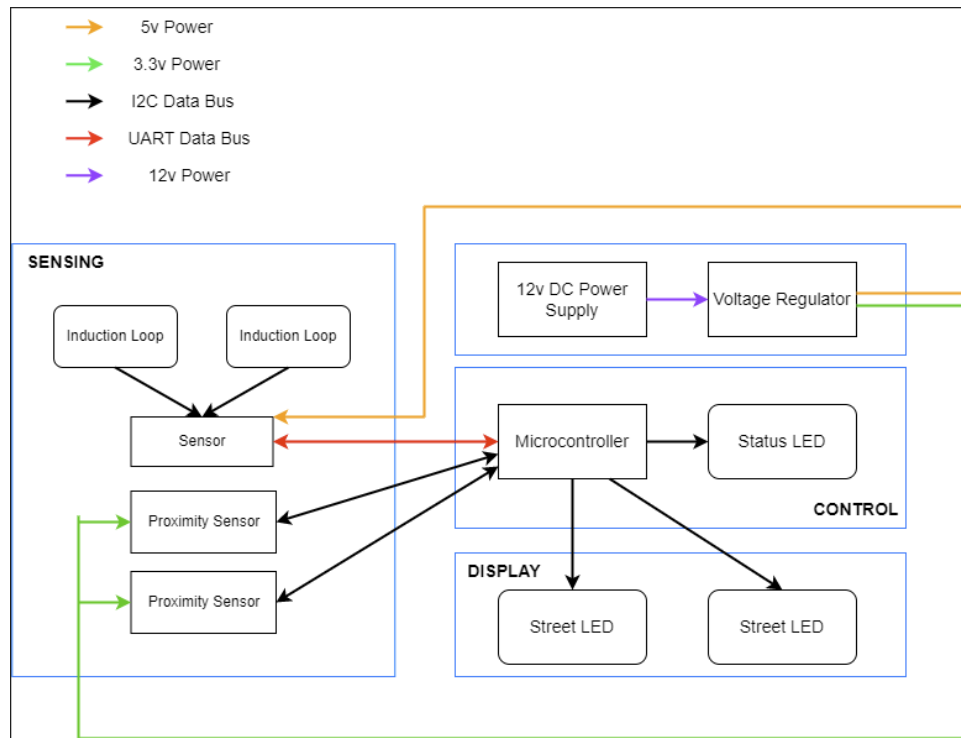 5v Power
3.3v Power
I2C Data Bus
UART Data Bus
12v Power
SENSING
Induction Loop
Induction Loop
Sensor
Proximity Sensor
Proximity Sensor
12v DC Power
Supply
Voltage Regulator
Microcontroller
Status LED
CONTROL
DISPLAY
Street LED
Street LED